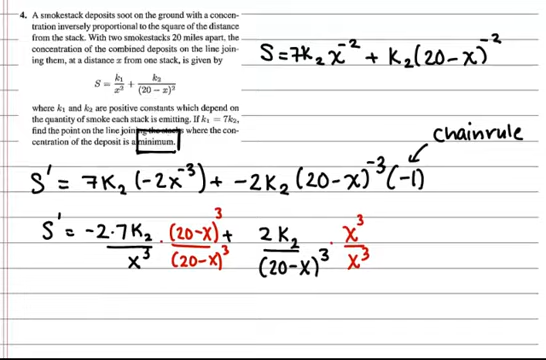 4. A smokestack deposits soot on the ground with a concen-
tration inversely proportional to the square of the distance
from the stack. With two smokestacks 20 miles apart, the
concentration of the combined deposits on the line join-
ing them, at a distance x from one stack, is given by
S = k₁/x² + k₂/(20 − x)²
where k₁ and k₂ are positive constants which depend on
the quantity of smoke each stack is emitting. If k₁ = 7k₂,
find the point on the line joining the stacks where the con-
centration of the deposit is a minimum.
S = 7K₂x⁻² + K₂(20-x)⁻²
chainrule
S' = 7K₂(-2x⁻³) + -2K₂(20-x)⁻³(-1)
S' = -2·7K₂/x³ · (20-x)³/(20-x)³ + 2K₂/(20-x)³ · x³/x³